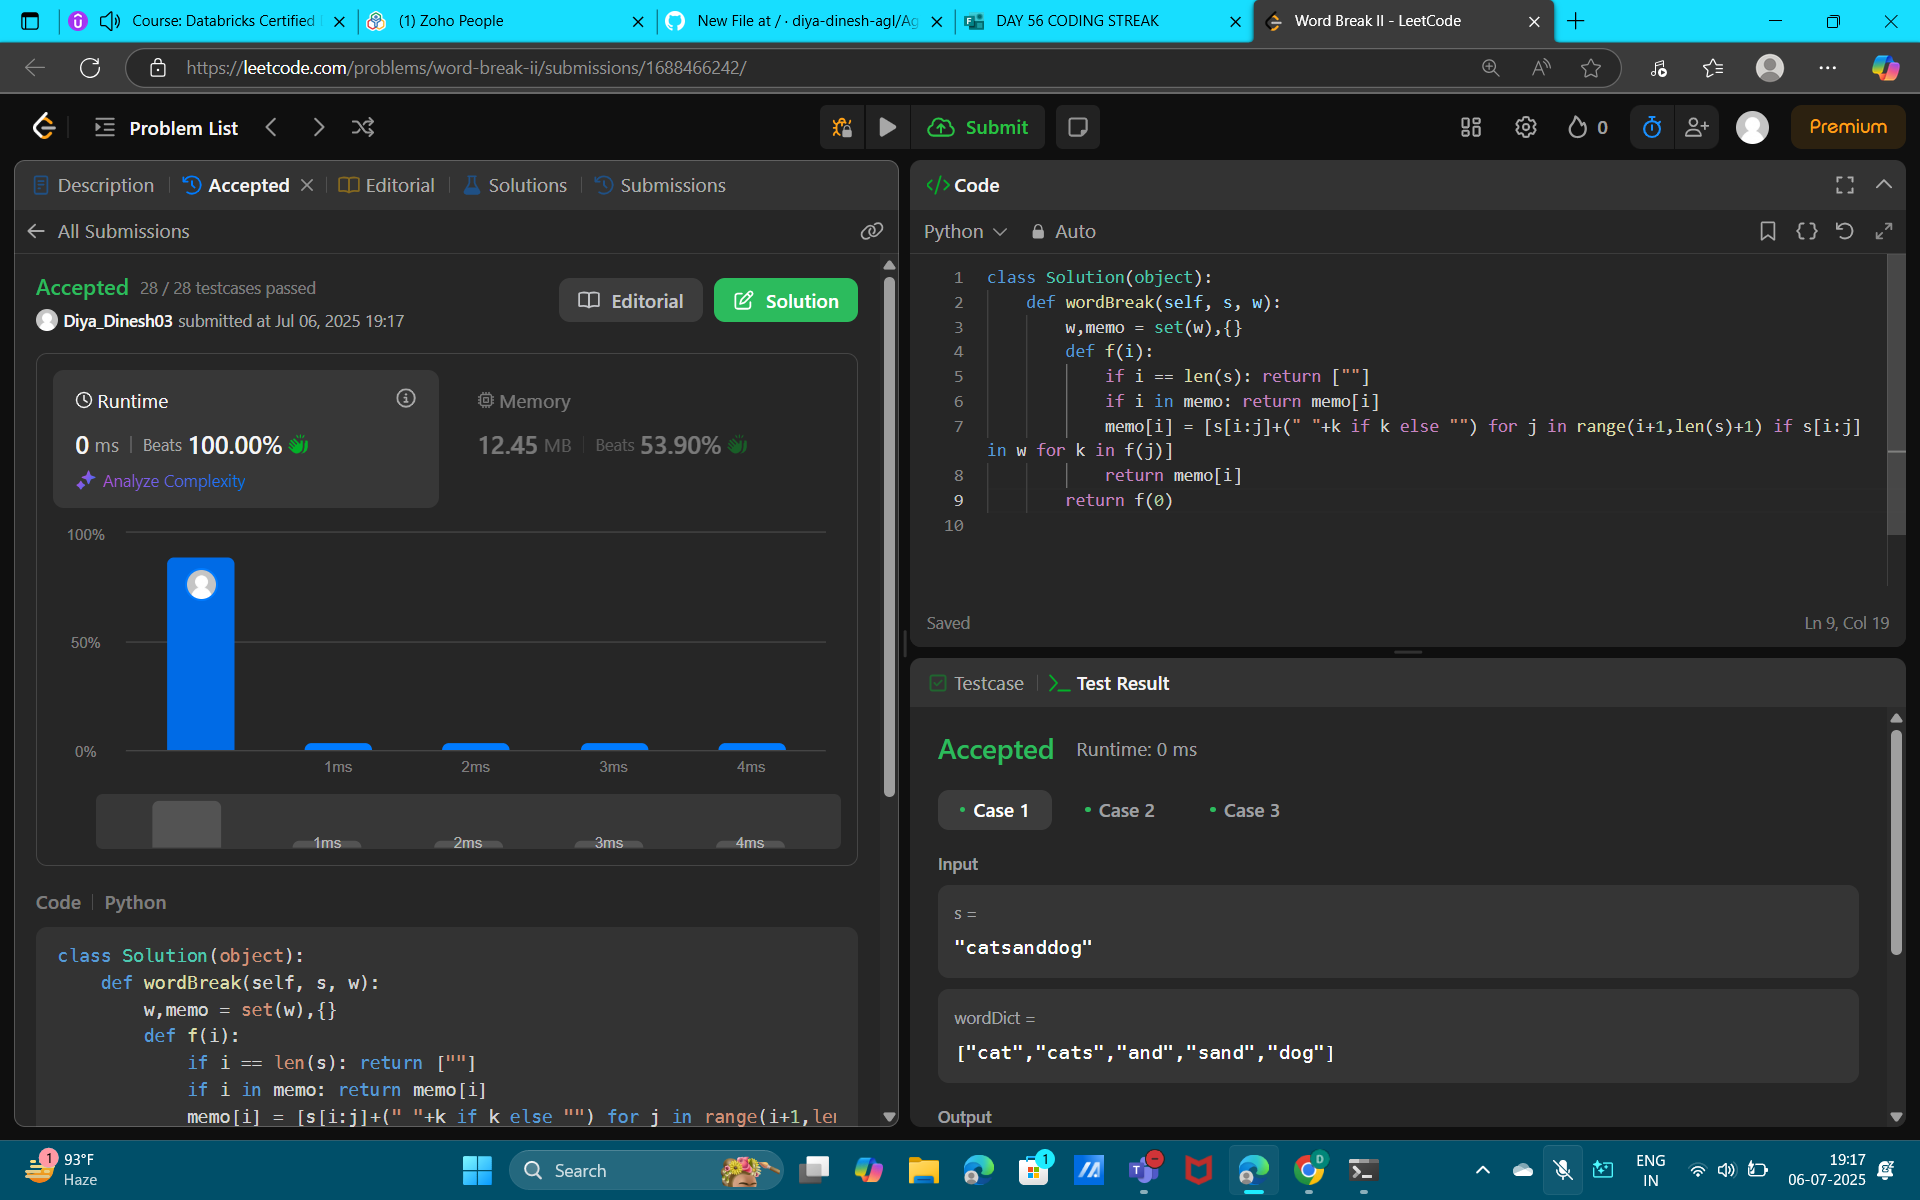 Course: Databricks Certified
(1) Zoho People
New File at / · diya-dinesh-agl/Ag
DAY 56 CODING STREAK
Word Break II - LeetCode
https://leetcode.com/problems/word-break-ii/submissions/1688466242/
Problem List
Submit
0
Premium
Description
Accepted
Editorial
Solutions
Submissions
All Submissions
Accepted 28 / 28 testcases passed
Diya_Dinesh03 submitted at Jul 06, 2025 19:17
Editorial
Solution
Runtime
0 ms | Beats 100.00%
Analyze Complexity
Memory
12.45 MB | Beats 53.90%
100%
50%
0%
1ms 2ms 3ms 4ms
1ms 2ms 3ms 4ms
Code | Python
class Solution(object):
    def wordBreak(self, s, w):
        w,memo = set(w),{}
        def f(i):
            if i == len(s): return [""]
            if i in memo: return memo[i]
            memo[i] = [s[i:j]+(" "+k if k else "") for j in range(i+1,len
Code
Python
Auto
1 class Solution(object):
2     def wordBreak(self, s, w):
3         w,memo = set(w),{}
4         def f(i):
5             if i == len(s): return [""]
6             if i in memo: return memo[i]
7             memo[i] = [s[i:j]+(" "+k if k else "") for j in range(i+1,len(s)+1) if s[i:j]
in w for k in f(j)]
8             return memo[i]
9         return f(0)
10
Saved
Ln 9, Col 19
Testcase
Test Result
Accepted Runtime: 0 ms
Case 1
Case 2
Case 3
Input
s =
"catsanddog"
wordDict =
["cat","cats","and","sand","dog"]
Output
1
93°F
Haze
Search
1
D
ENG
IN
19:17
06-07-2025